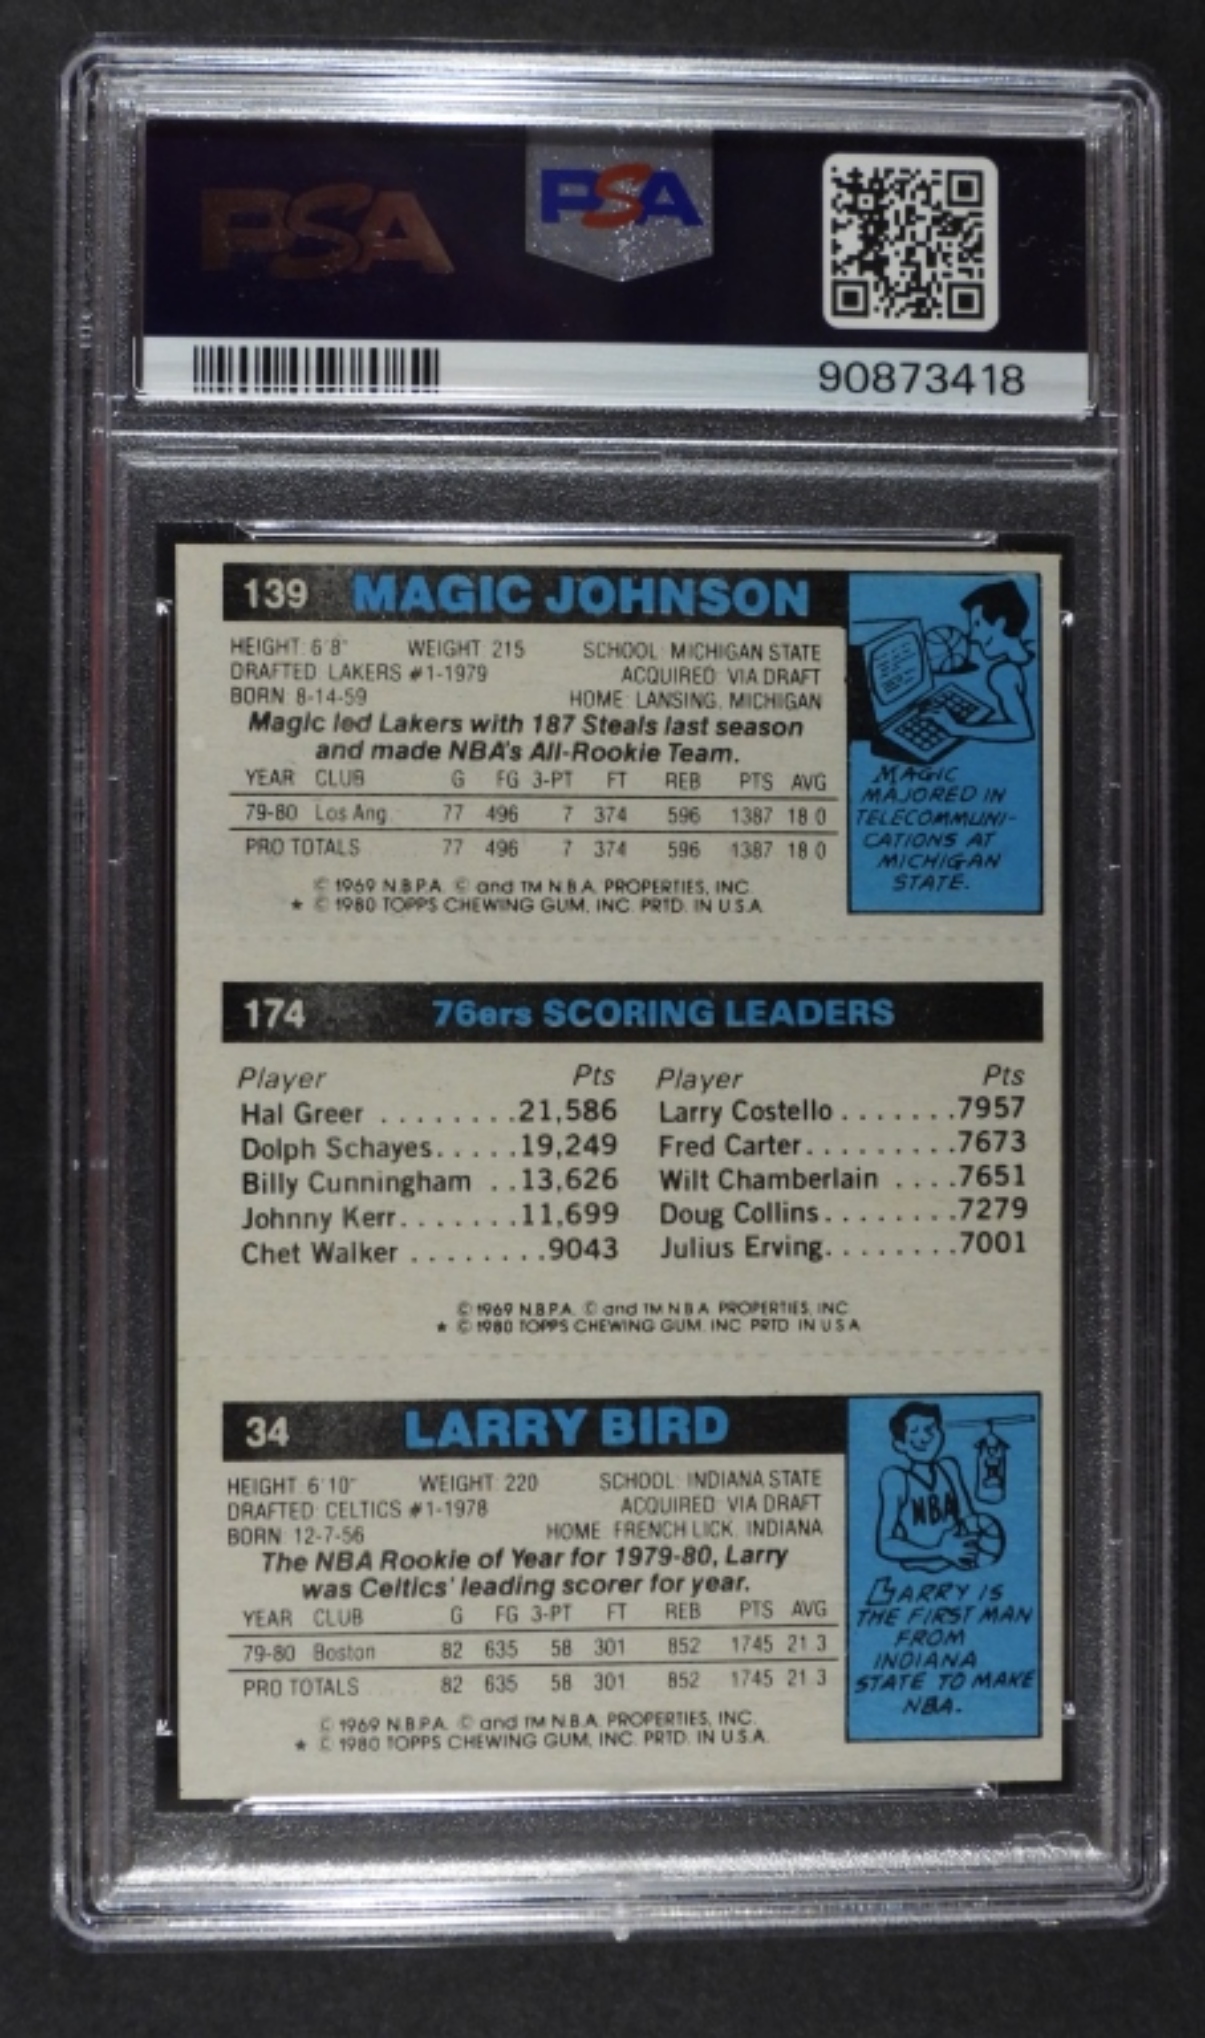 PSA
PSA
90873418
139 MAGIC JOHNSON
HEIGHT: 6'8" WEIGHT: 215 SCHOOL: MICHIGAN STATE
DRAFTED LAKERS #1-1979 ACQUIRED: VIA DRAFT
BORN: 8-14-59 HOME: LANSING, MICHIGAN
Magic led Lakers with 187 Steals last season
and made NBA's All-Rookie Team.
YEAR CLUB G FG 3-PT FT REB PTS AVG
79-80 Los Ang. 77 496 7 374 596 1387 18.0
PRO TOTALS 77 496 7 374 596 1387 18.0
© 1969 N.B.P.A. © and TM N.B.A. PROPERTIES, INC.
* © 1980 TOPPS CHEWING GUM, INC. PRTD. IN U.S.A.
MAGIC
MAJORED IN
TELECOMMUNI-
CATIONS AT
MICHIGAN
STATE.
174 76ers SCORING LEADERS
Player Pts Player Pts
Hal Greer ........21,586 Larry Costello.......7957
Dolph Schayes.....19,249 Fred Carter.........7673
Billy Cunningham ..13,626 Wilt Chamberlain ....7651
Johnny Kerr.......11,699 Doug Collins........7279
Chet Walker ........9043 Julius Erving........7001
© 1969 N.B.P.A. © and TM N.B.A. PROPERTIES, INC.
* © 1980 TOPPS CHEWING GUM, INC. PRTD. IN U.S.A.
34 LARRY BIRD
HEIGHT: 6'10" WEIGHT: 220 SCHOOL: INDIANA STATE
DRAFTED: CELTICS #1-1978 ACQUIRED: VIA DRAFT
BORN: 12-7-56 HOME: FRENCH LICK, INDIANA
The NBA Rookie of Year for 1979-80, Larry
was Celtics' leading scorer for year.
YEAR CLUB G FG 3-PT FT REB PTS AVG
79-80 Boston 82 635 58 301 852 1745 21.3
PRO TOTALS 82 635 58 301 852 1745 21.3
© 1969 N.B.P.A. © and TM N.B.A. PROPERTIES, INC.
* © 1980 TOPPS CHEWING GUM, INC. PRTD. IN U.S.A.
NBA
LARRY IS
THE FIRST MAN
FROM
INDIANA
STATE TO MAKE
NBA.